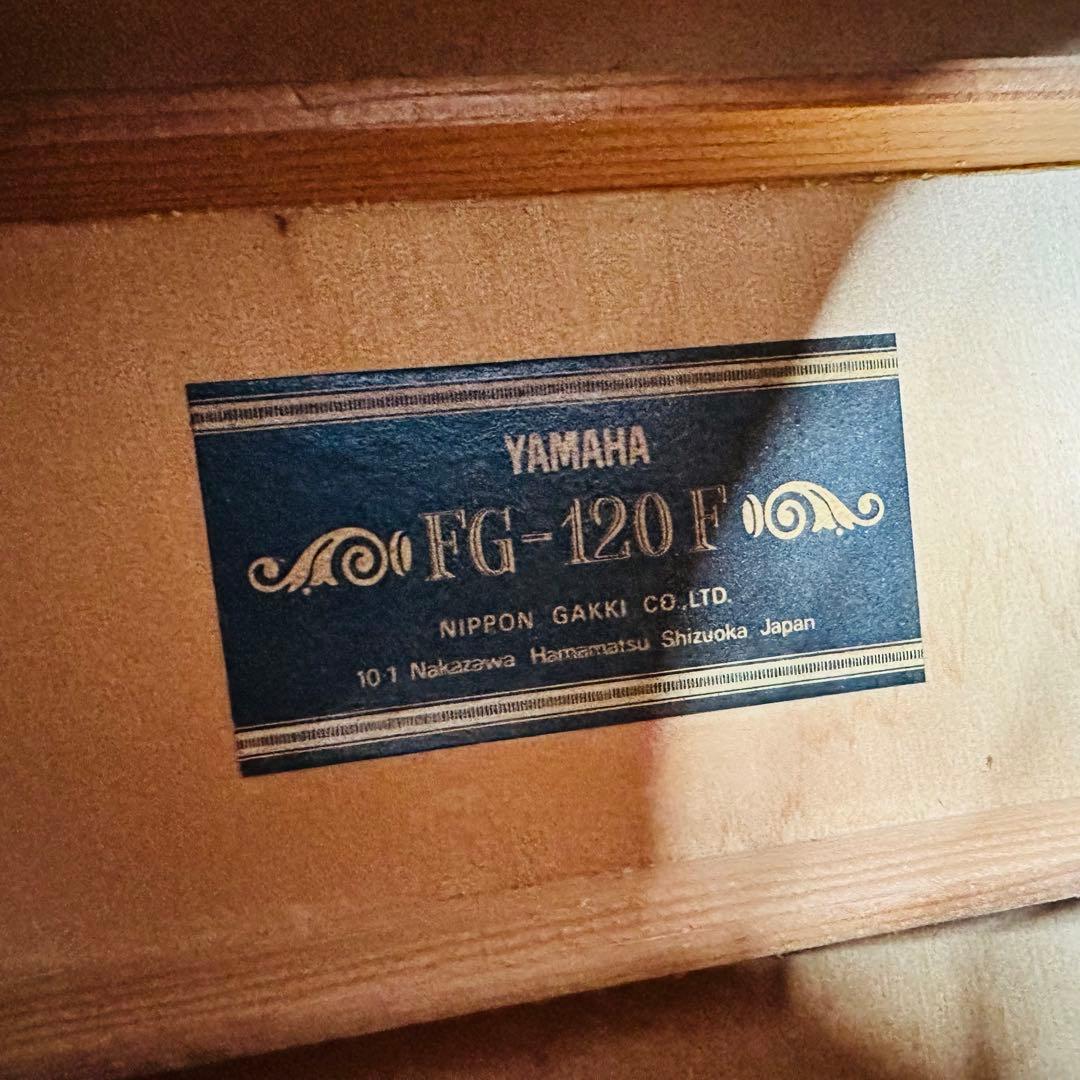 YAMAHA
FG-120 F
NIPPON GAKKI CO.,LTD.
10-1 Nakazawa Hamamatsu Shizuoka Japan